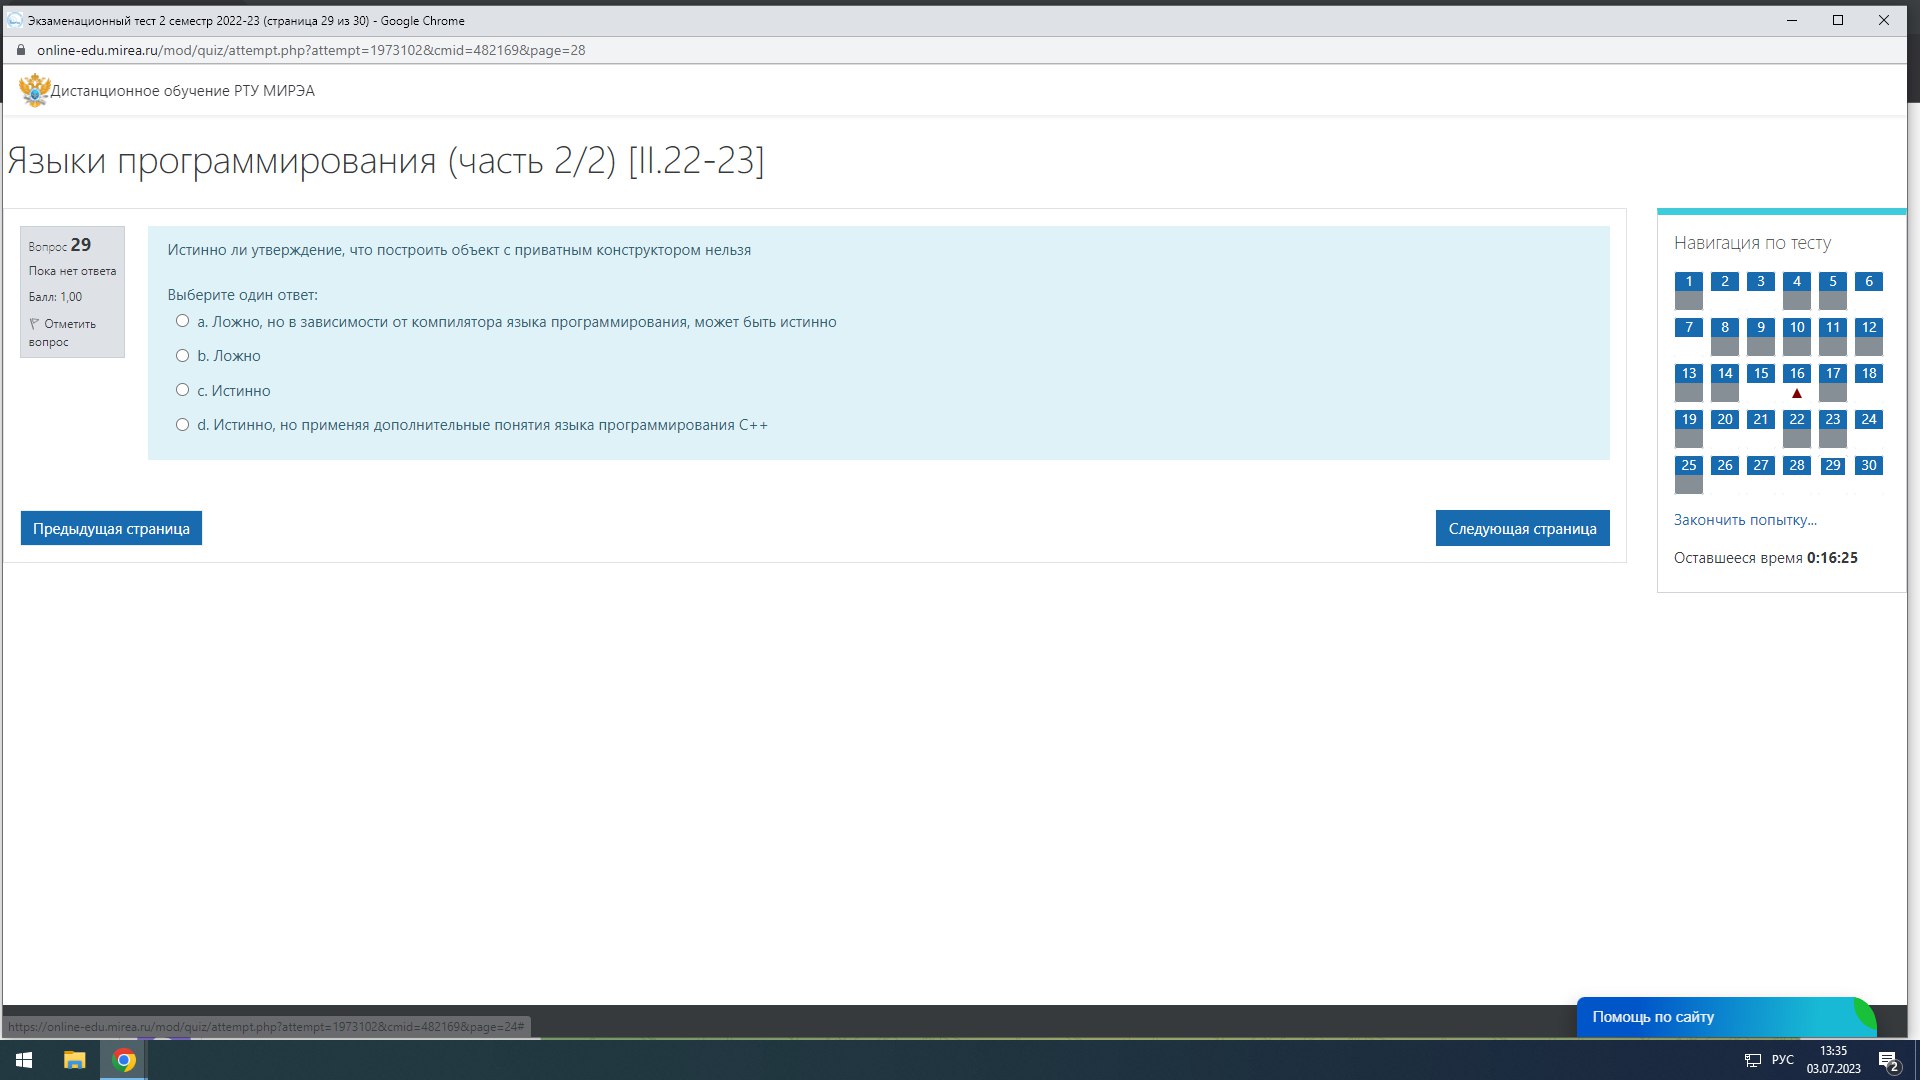 Экзаменационный тест 2 семестр 2022-23 (страница 29 из 30) - Google Chrome
online-edu.mirea.ru/mod/quiz/attempt.php?attempt=1973102&cmid=482169&page=28
Дистанционное обучение РТУ МИРЭА
Языки программирования (часть 2/2) [II.22-23]
Вопрос 29
Пока нет ответа
Балл: 1,00
Отметить
вопрос
Истинно ли утверждение, что построить объект с приватным конструктором нельзя
Выберите один ответ:
a. Ложно, но в зависимости от компилятора языка программирования, может быть истинно
b. Ложно
c. Истинно
d. Истинно, но применяя дополнительные понятия языка программирования С++
Предыдущая страница
Следующая страница
Навигация по тесту
1 2 3 4 5 6
7 8 9 10 11 12
13 14 15 16 17 18
19 20 21 22 23 24
25 26 27 28 29 30
Закончить попытку...
Оставшееся время 0:16:25
Помощь по сайту
https://online-edu.mirea.ru/mod/quiz/attempt.php?attempt=1973102&cmid=482169&page=24#
РУС
13:35
03.07.2023
2